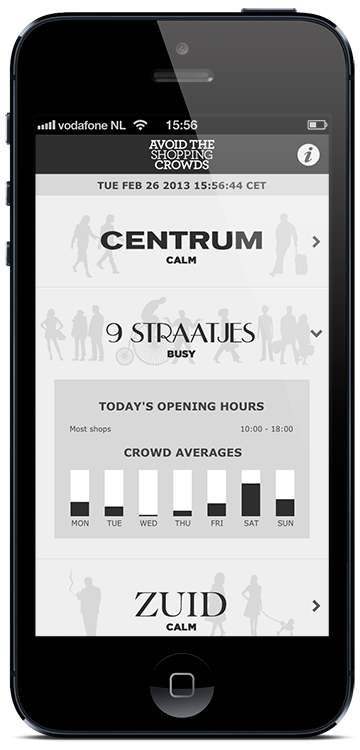 vodafone NL 15:56
AVOID THE
SHOPPING
CROWDS
i
TUE FEB 26 2013 15:56:44 CET
CENTRUM
CALM
9 STRAATJES
BUSY
TODAY'S OPENING HOURS
Most shops 10:00 - 18:00
CROWD AVERAGES
MON TUE WED THU FRI SAT SUN
ZUID
CALM